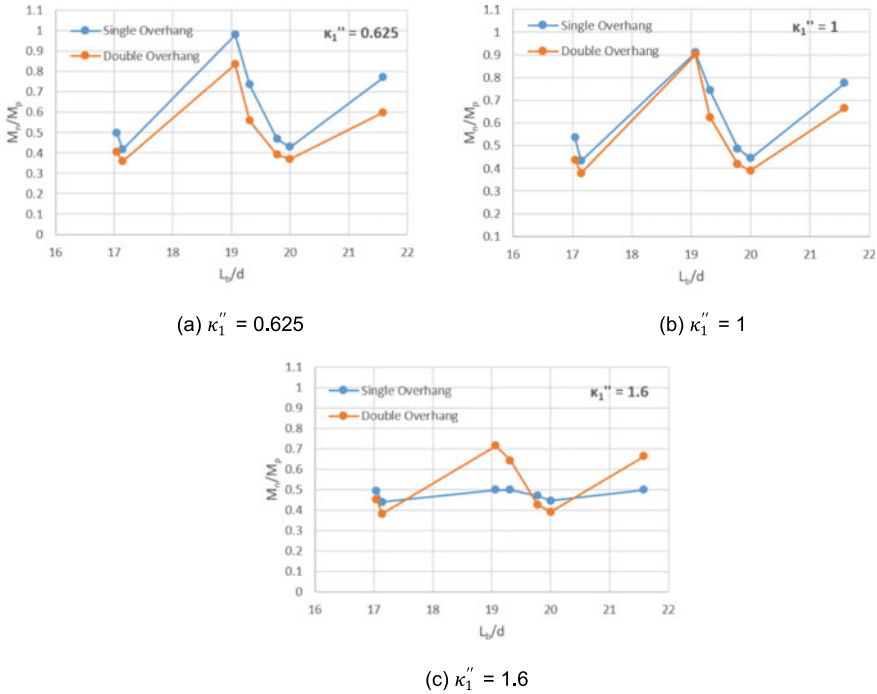 1.1
1
0.9
0.8
0.7
0.6
0.5
0.4
0.3
0.2
0.1
0
Mn/Mp
Single Overhang
Double Overhang
κ1'' = 0.625
16 17 18 19 20 21 22
Lb/d
(a) κ1'' = 0.625
1.1
1
0.9
0.8
0.7
0.6
0.5
0.4
0.3
0.2
0.1
Mn/Mp
Single Overhang
Double Overhang
κ1'' = 1
16 17 18 19 20 21 22
Lb/d
(b) κ1'' = 1
1.1
1
0.9
0.8
0.7
0.6
0.5
0.4
0.3
0.2
0.1
0
Mn/Mp
Single Overhang
Double Overhang
κ1'' = 1.6
16 17 18 19 20 21 22
Lb/d
(c) κ1'' = 1.6